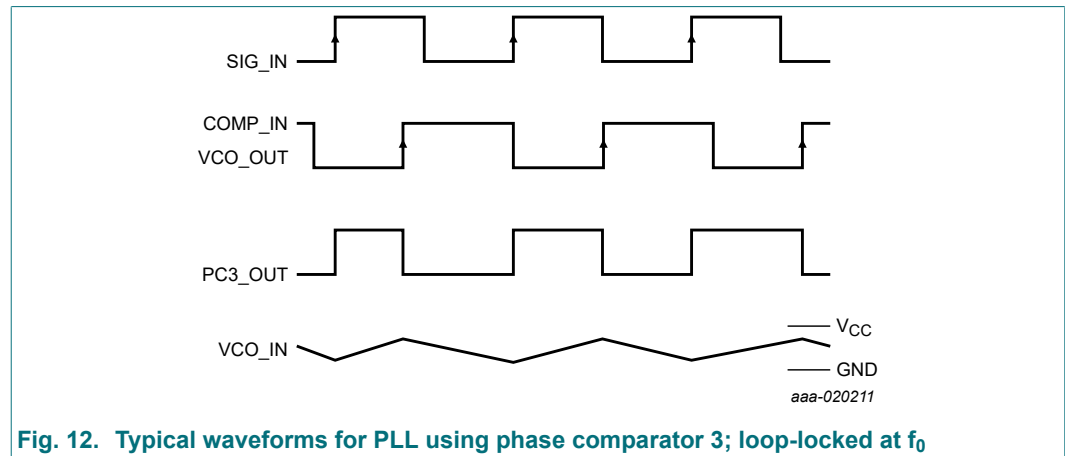 SIG_IN
COMP_IN
VCO_OUT
PC3_OUT
VCO_IN
VCC
GND
aaa-020211
Fig. 12. Typical waveforms for PLL using phase comparator 3; loop-locked at f0